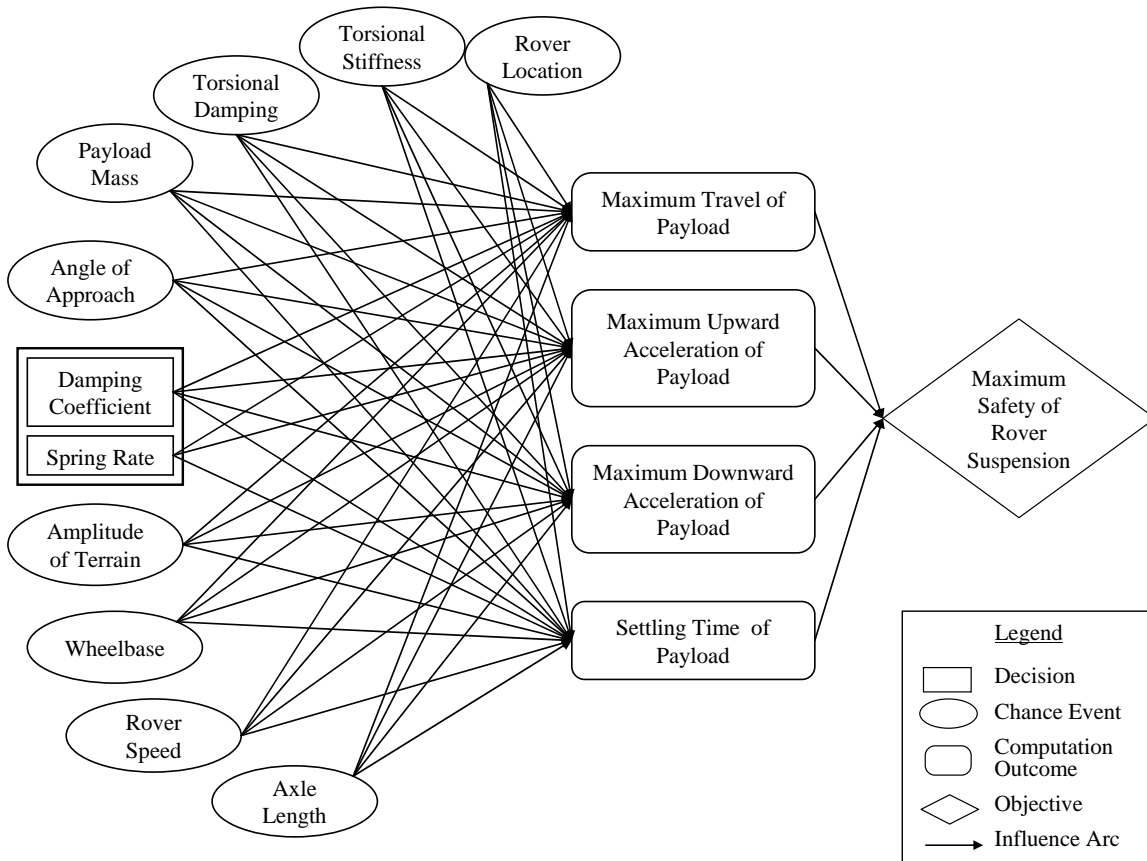 Torsional
Stiffness
Rover
Location
Torsional
Damping
Payload
Mass
Angle of
Approach
Damping
Coefficient
Spring Rate
Amplitude
of Terrain
Wheelbase
Rover
Speed
Axle
Length
Maximum Travel of
Payload
Maximum Upward
Acceleration of
Payload
Maximum Downward
Acceleration of
Payload
Settling Time of
Payload
Maximum
Safety of
Rover
Suspension
Legend
Decision
Chance Event
Computation
Outcome
Objective
Influence Arc